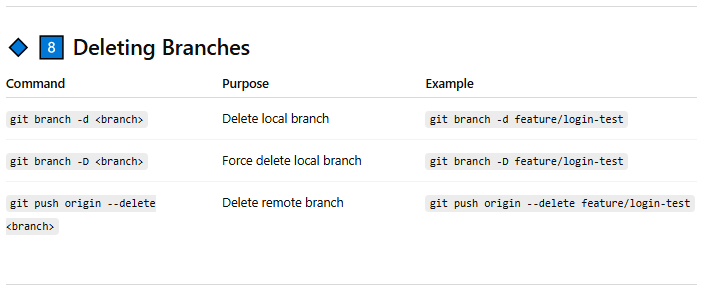 8 Deleting Branches
Command Purpose Example
git branch -d <branch> Delete local branch git branch -d feature/login-test
git branch -D <branch> Force delete local branch git branch -D feature/login-test
git push origin --delete Delete remote branch git push origin --delete feature/login-test
<branch>